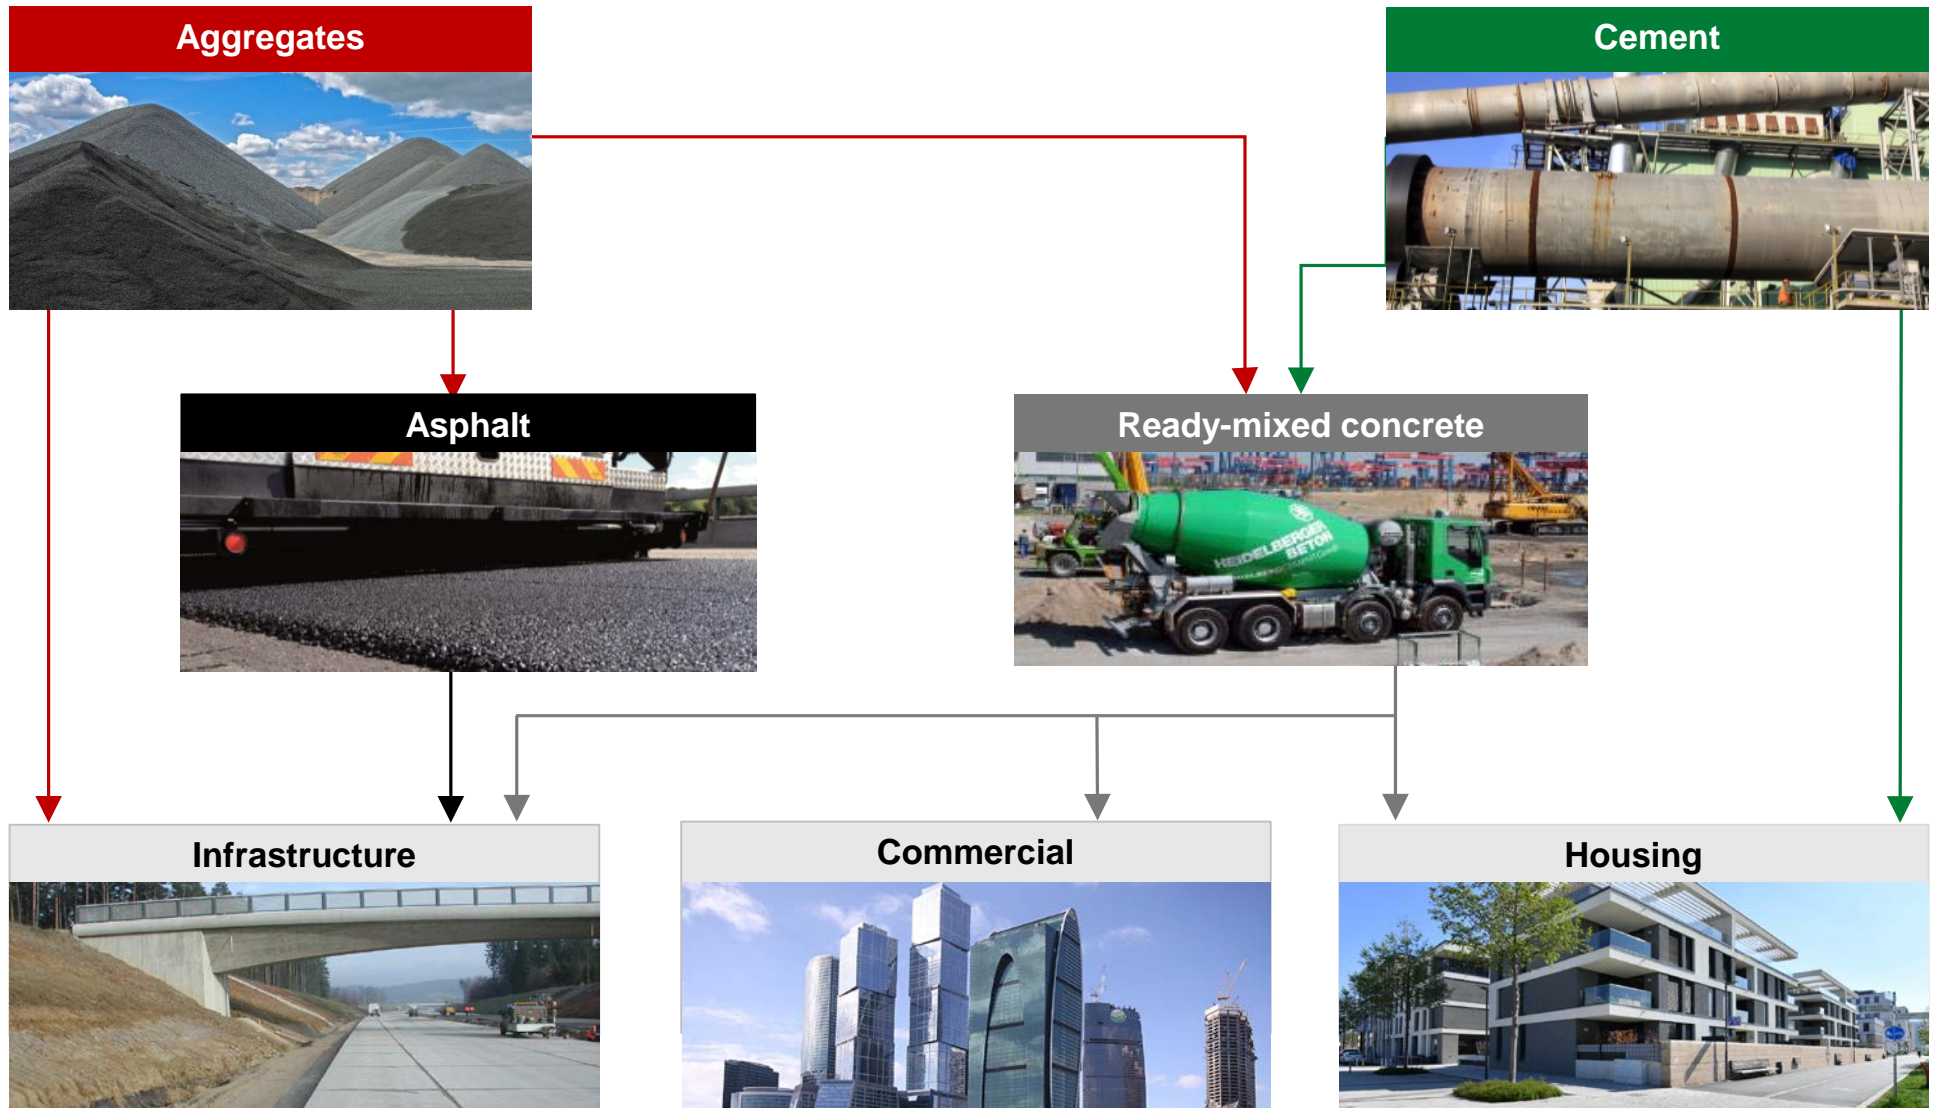 Aggregates
Cement
Asphalt
Ready-mixed concrete
HEIDELBERGER
BETON
Infrastructure
Commercial
Housing